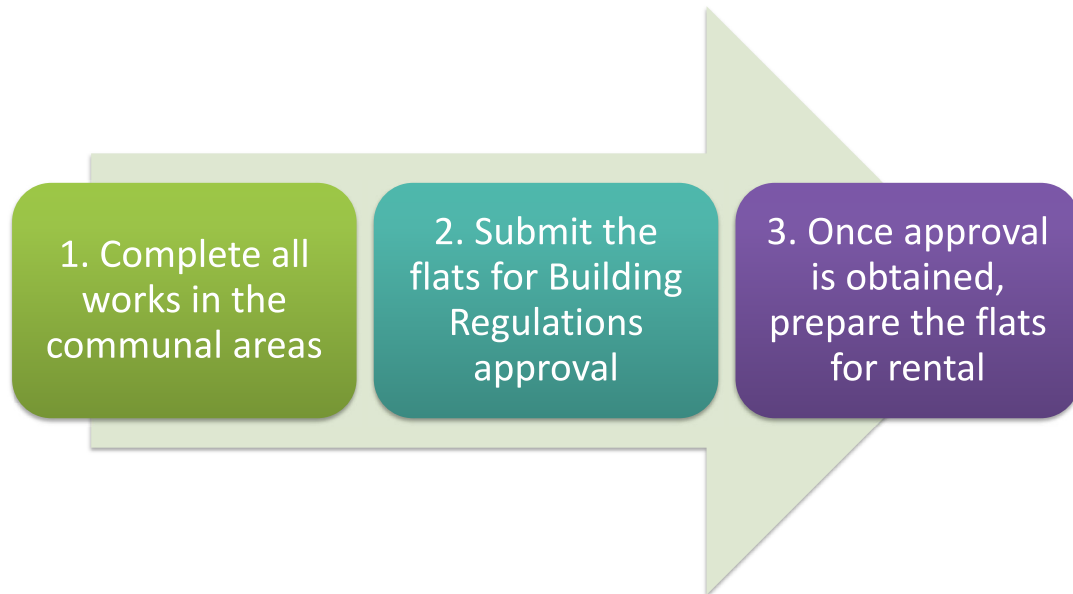 1. Complete all
works in the
communal areas
2. Submit the
flats for Building
Regulations
approval
3. Once approval
is obtained,
prepare the flats
for rental